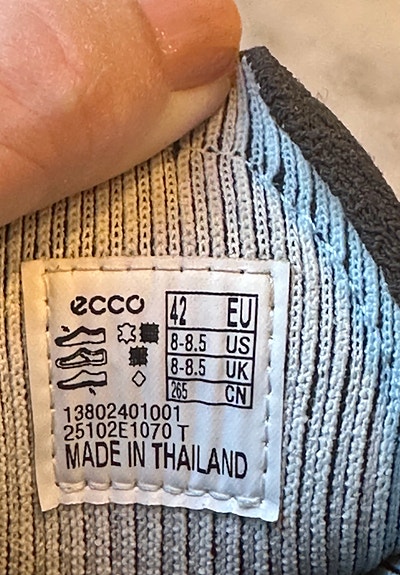 ecco
42 EU
8-8.5 US
8-8.5 UK
265 CN
13802401001
25102E1070 T
MADE IN THAILAND